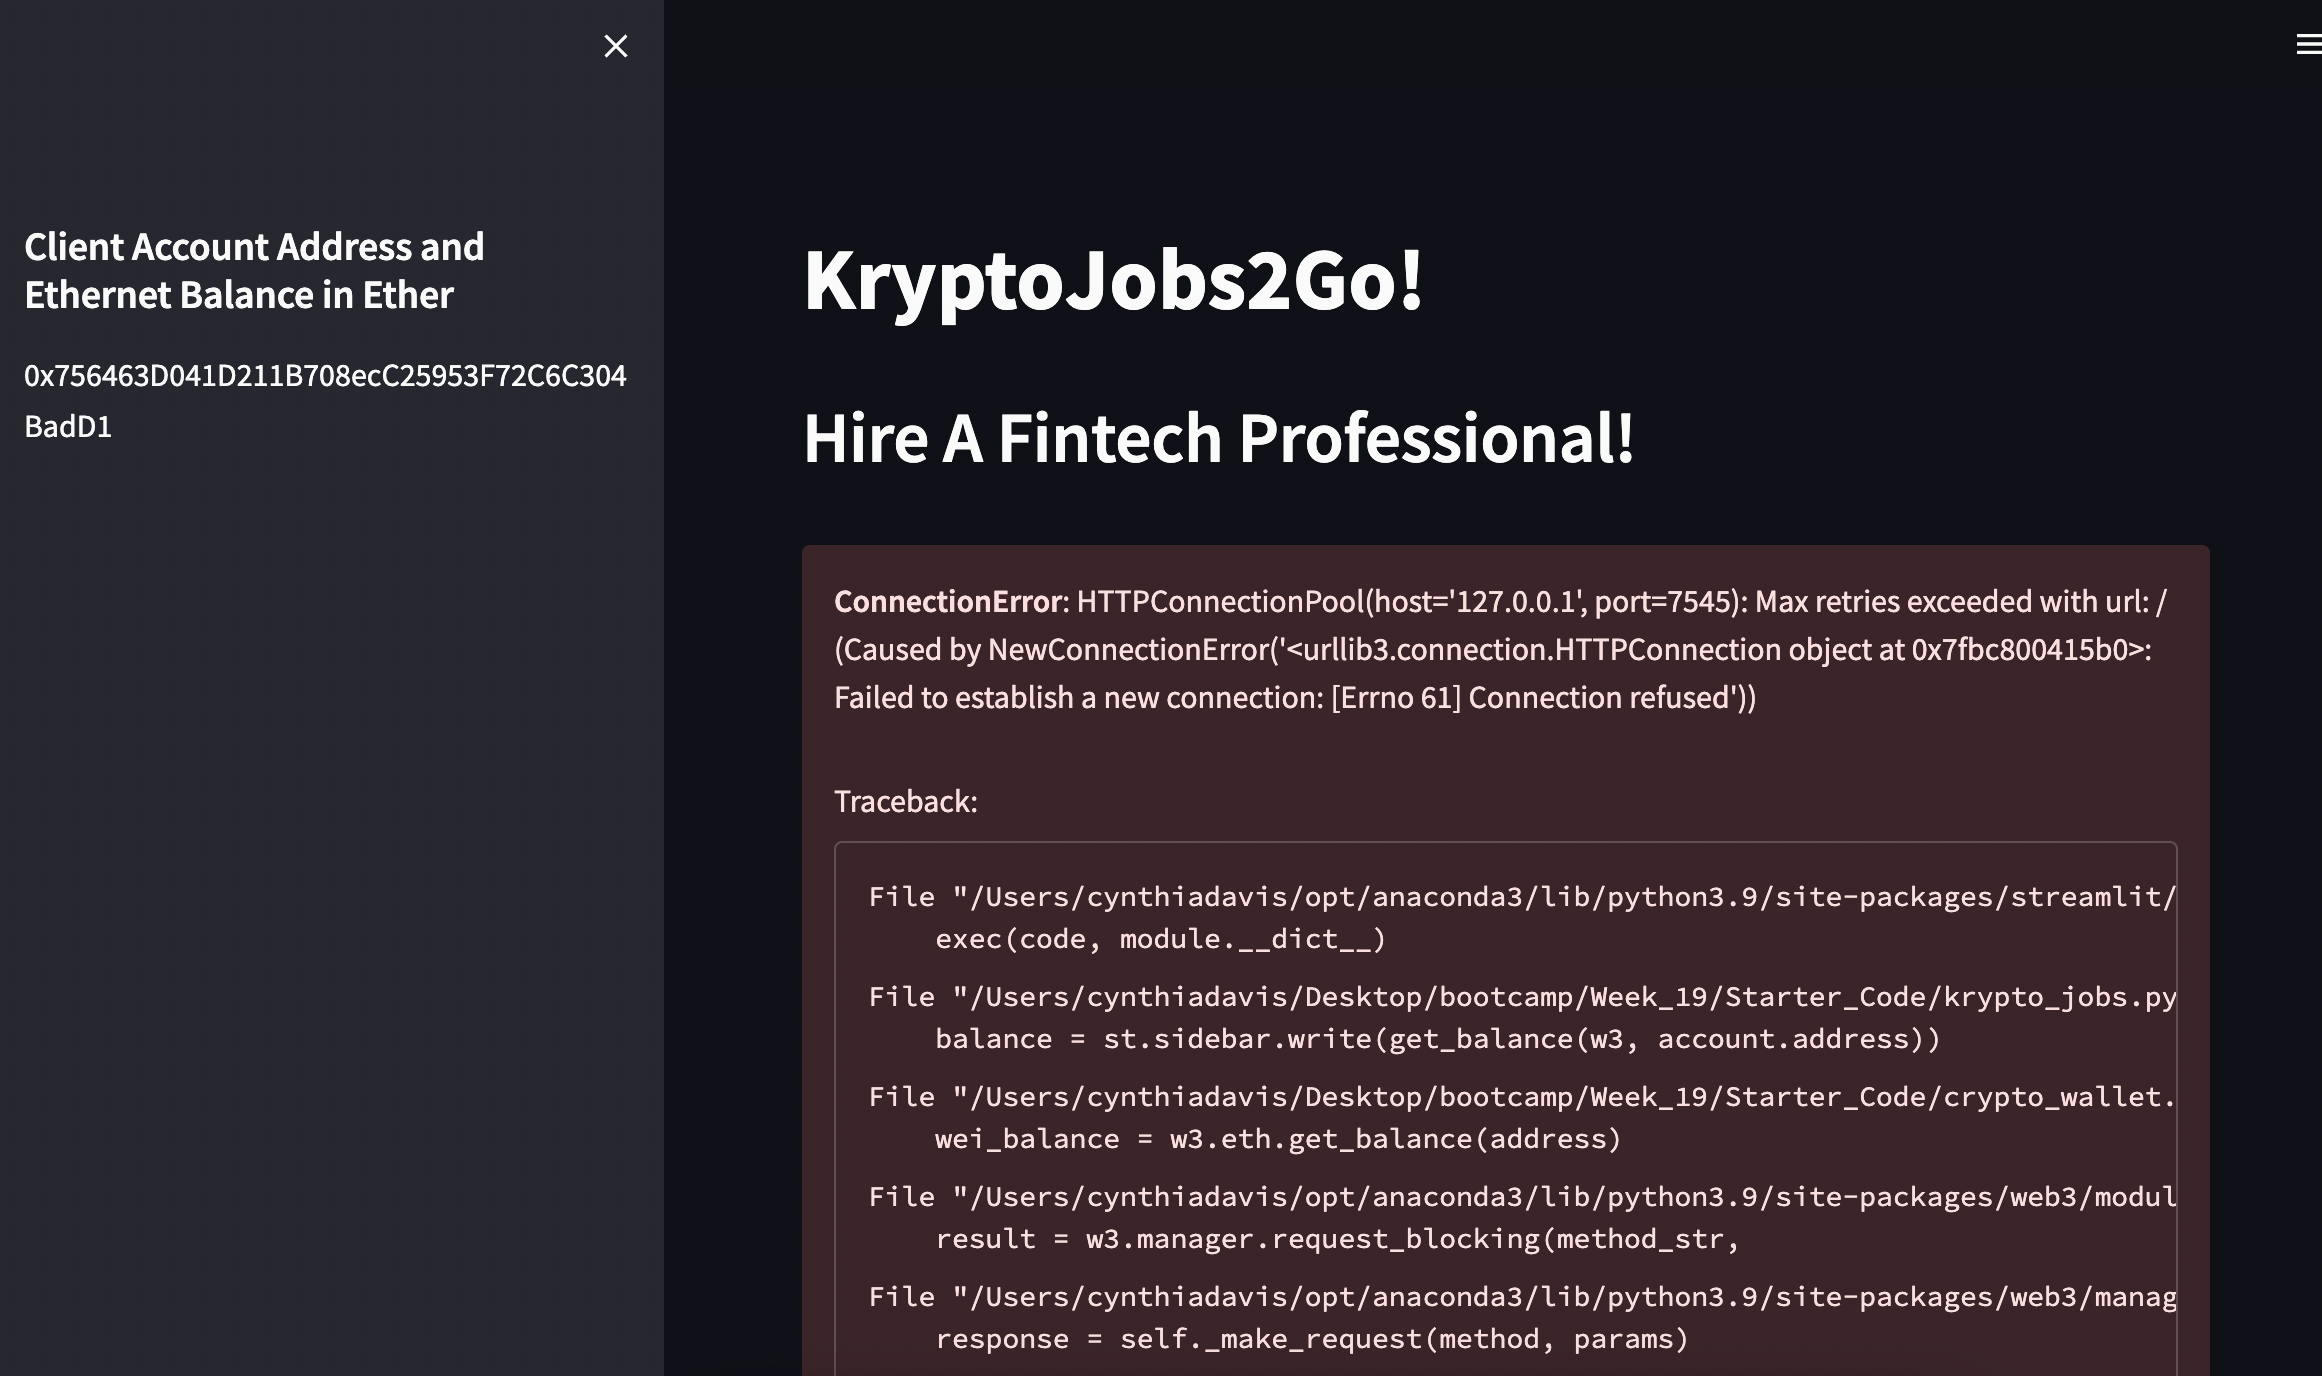 Client Account Address and
Ethernet Balance in Ether
0x756463D041D211B708ecC25953F72C6C304
BadD1
KryptoJobs2Go!
Hire A Fintech Professional!
ConnectionError: HTTPConnectionPool(host='127.0.0.1', port=7545): Max retries exceeded with url: /
(Caused by NewConnectionError('<urllib3.connection.HTTPConnection object at 0x7fbc800415b0>:
Failed to establish a new connection: [Errno 61] Connection refused'))
Traceback:
File "/Users/cynthiadavis/opt/anaconda3/lib/python3.9/site-packages/streamlit/
exec(code, module.__dict__)
File "/Users/cynthiadavis/Desktop/bootcamp/Week_19/Starter_Code/krypto_jobs.py
balance = st.sidebar.write(get_balance(w3, account.address))
File "/Users/cynthiadavis/Desktop/bootcamp/Week_19/Starter_Code/crypto_wallet.
wei_balance = w3.eth.get_balance(address)
File "/Users/cynthiadavis/opt/anaconda3/lib/python3.9/site-packages/web3/modul
result = w3.manager.request_blocking(method_str,
File "/Users/cynthiadavis/opt/anaconda3/lib/python3.9/site-packages/web3/manag
response = self._make_request(method, params)